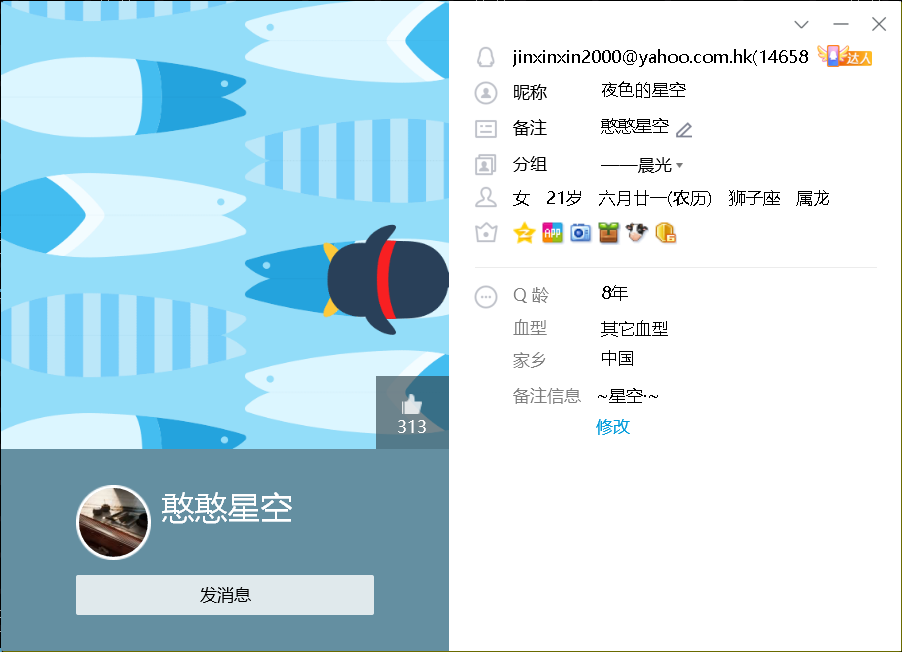 313
憨憨星空
发消息
jinxinxin2000@yahoo.com.hk(14658 达人
昵称 夜色的星空
备注 憨憨星空
分组 ——晨光
女 21岁 六月廿一(农历) 狮子座 属龙
APP
Q 龄 8年
血型 其它血型
家乡 中国
备注信息 ~星空·~
修改